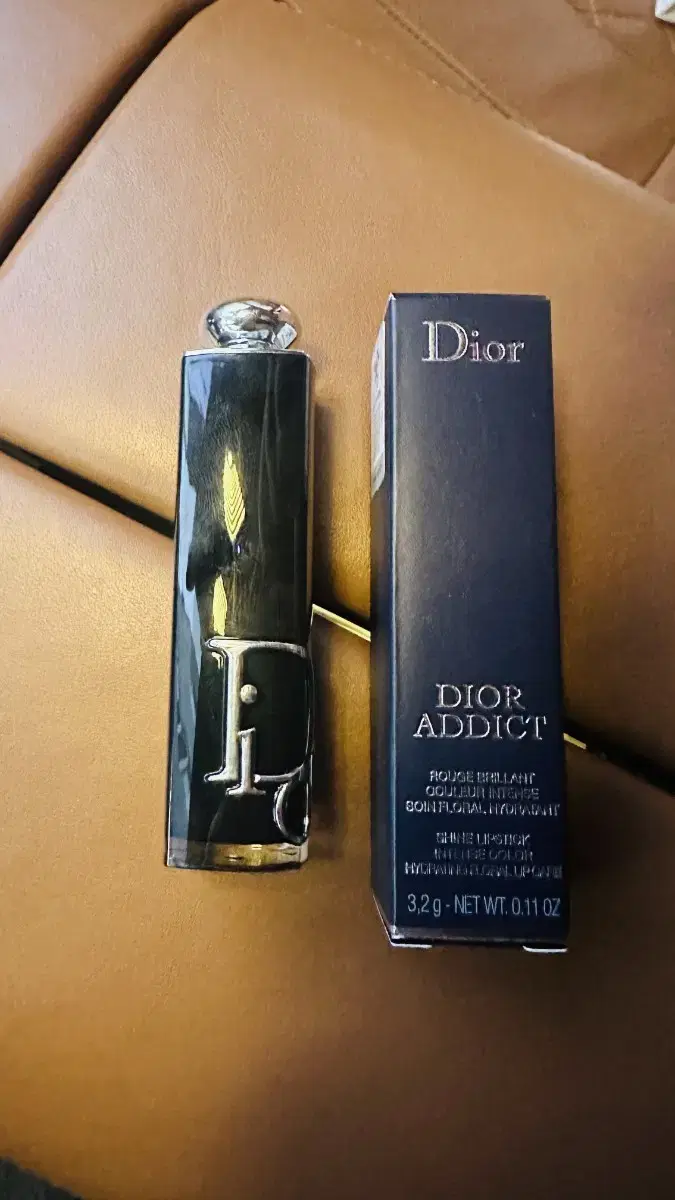 Dio
Dior
DIOR
ADDICT
ROUGE BRILLANT
COULEUR INTENSE
SOIN FLORAL HYDRATANT
SHINE LIPSTICK
INTENSE COLOR
HYDRATING FLORAL LIP CARE
3,2 g - NET WT. 0.11 OZ